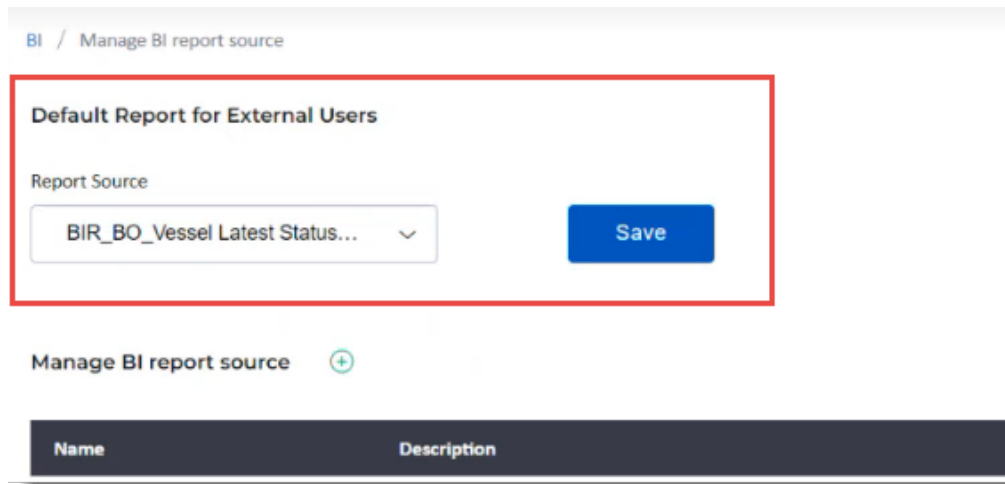 BI / Manage BI report source
Default Report for External Users
Report Source
BIR_BO_Vessel Latest Status...
Save
Manage BI report source
Name Description